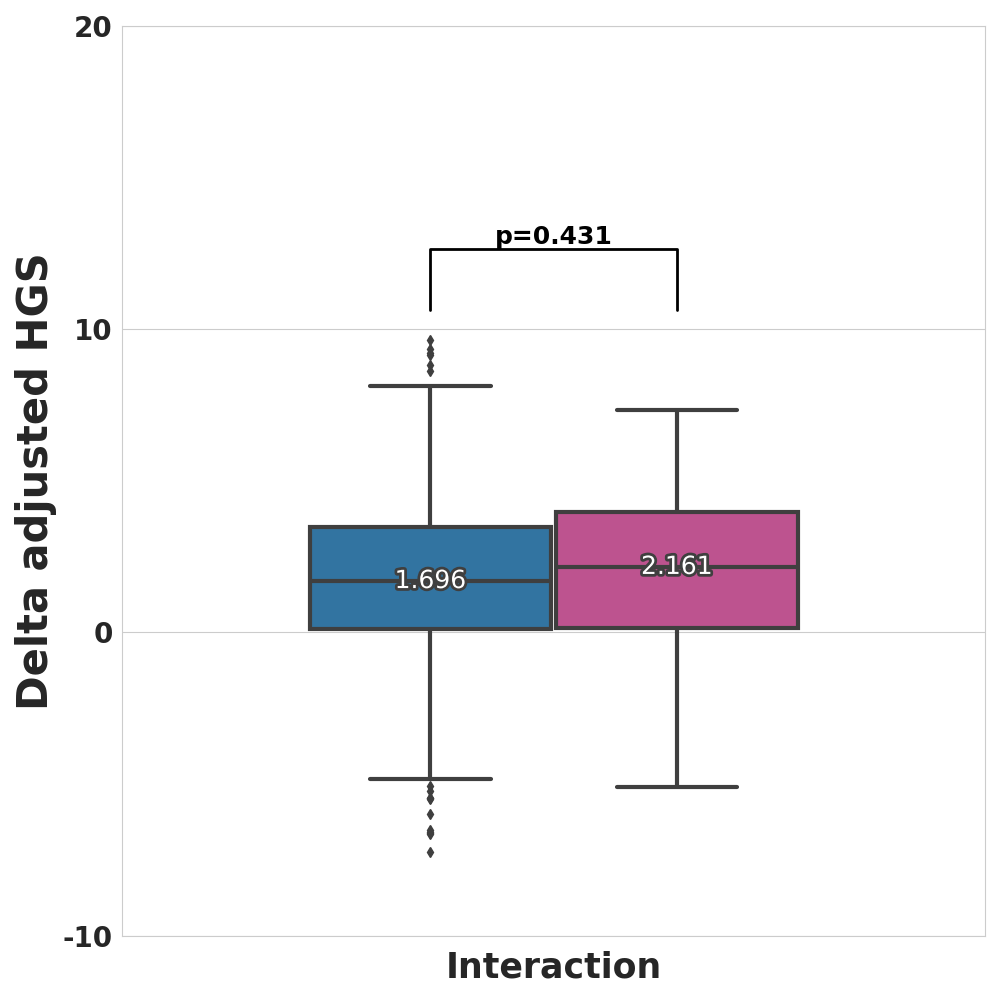 20
p=0.431
10
Delta adjusted HGS
1.696
2.161
0
-10
Interaction